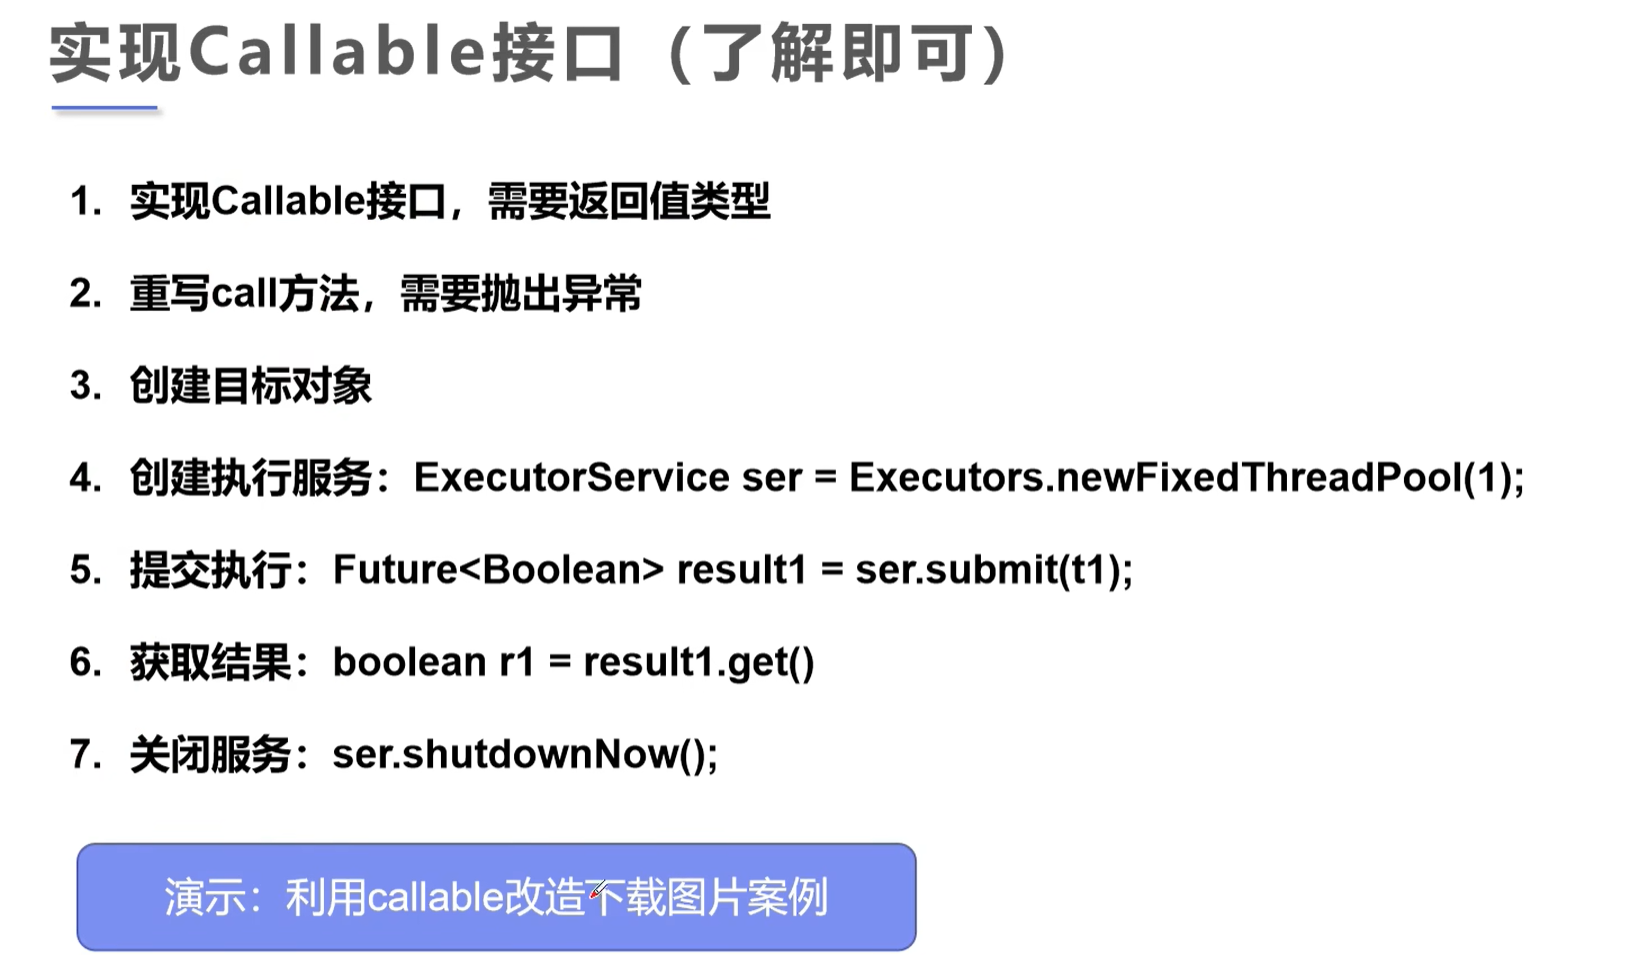 实现Callable接口（了解即可）
1. 实现Callable接口，需要返回值类型
2. 重写call方法，需要抛出异常
3. 创建目标对象
4. 创建执行服务：ExecutorService ser = Executors.newFixedThreadPool(1);
5. 提交执行：Future<Boolean> result1 = ser.submit(t1);
6. 获取结果：boolean r1 = result1.get()
7. 关闭服务：ser.shutdownNow();
演示：利用callable改造下载图片案例